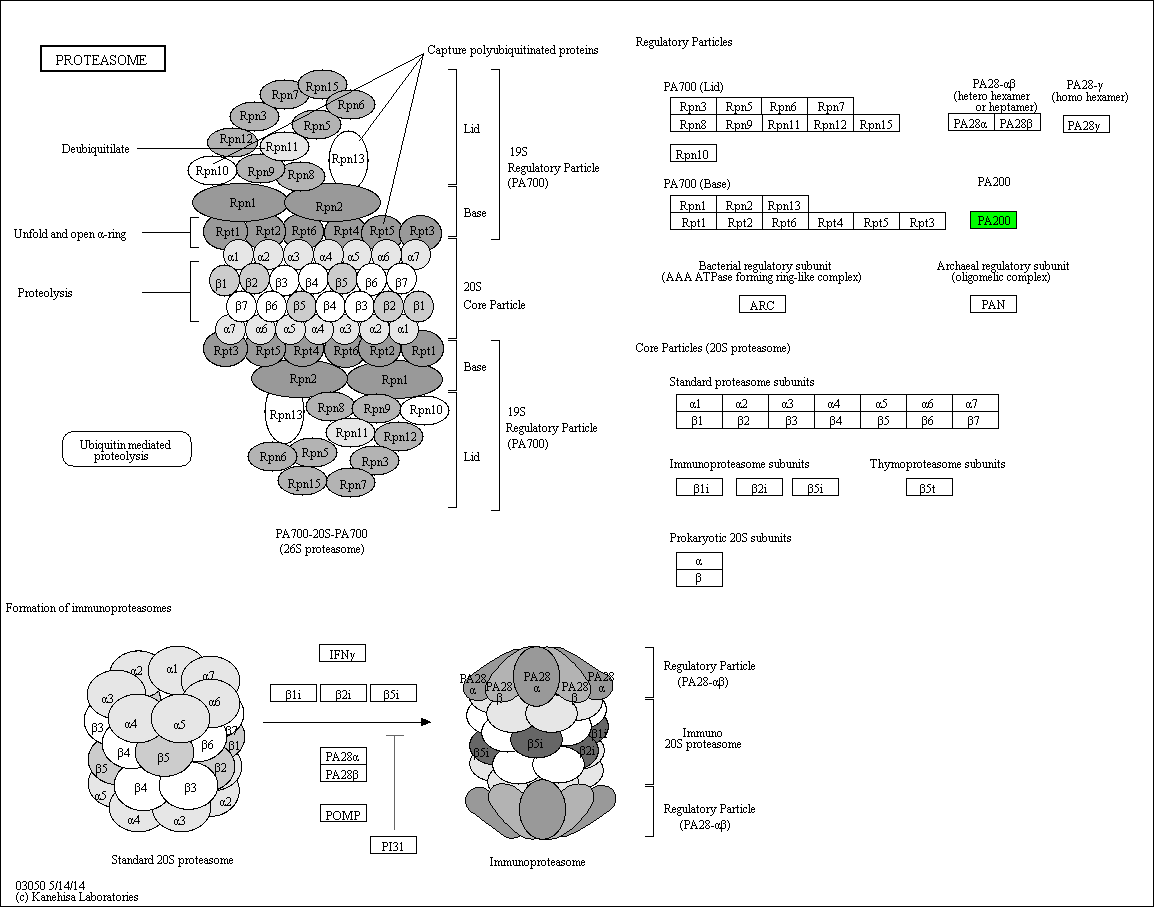 PROTEASOME
Capture polyubiquitinated proteins
Rpn15
Rpn7
Rpn6
Rpn3
Rpn5
Rpn12
Rpn11
Deubiquitilate
Rpn13
Rpn10
Rpn9
Rpn8
Lid
19S
Regulatory Particle
(PA700)
Rpn1
Rpn2
Base
Unfold and open α-ring
Rpt1 Rpt2 Rpt6 Rpt4 Rpt5 Rpt3
α1 α2 α3 α4 α5 α6 α7
Proteolysis
β1 β2 β3 β4 β5 β6 β7
20S
Core Particle
β7 β6 β5 β4 β3 β2 β1
α7 α6 α5 α4 α3 α2 α1
Rpt3 Rpt5 Rpt4 Rpt6 Rpt2 Rpt1
Base
Rpn2 Rpn1
Rpn13 Rpn8 Rpn9 Rpn10
19S
Regulatory Particle
(PA700)
Rpn11 Rpn12
Ubiquitin mediated
proteolysis
Rpn6 Rpn5 Rpn3
Lid
Rpn15 Rpn7
PA700-20S-PA700
(26S proteasome)
Regulatory Particles
PA700 (Lid)
Rpn3 Rpn5 Rpn6 Rpn7
Rpn8 Rpn9 Rpn11 Rpn12 Rpn15
Rpn10
PA28-αβ
(hetero hexamer
or heptamer)
PA28α PA28β
PA28-γ
(homo hexamer)
PA28γ
PA700 (Base)
Rpn1 Rpn2 Rpn13
Rpt1 Rpt2 Rpt6 Rpt4 Rpt5 Rpt3
PA200
PA200
Bacterial regulatory subunit
(AAA ATPase forming ring-like complex)
ARC
Archaeal regulatory subunit
(oligomelic complex)
PAN
Core Particles (20S proteasome)
Standard proteasome subunits
α1 α2 α3 α4 α5 α6 α7
β1 β2 β3 β4 β5 β6 β7
Immunoproteasome subunits
β1i β2i β5i
Thymoproteasome subunits
β5t
Prokaryotic 20S subunits
α
β
Formation of immunoproteasomes
α2 α1 α7
α3 α6
α4 α5
β3 β7
β4 β6 β1
β5
β5 β2
β4 β3
α5 α2
α4 α3
Standard 20S proteasome
IFNγ
β1i β2i β5i
PA28α
PA28β
POMP
PI31
PA28
α
PA28
β
PA28
α
PA28
β
PA28
α
β1i
β5i β5i β2i
Immunoproteasome
Regulatory Particle
(PA28-αβ)
Immuno
20S proteasome
Regulatory Particle
(PA28-αβ)
03050 5/14/14
(c) Kanehisa Laboratories